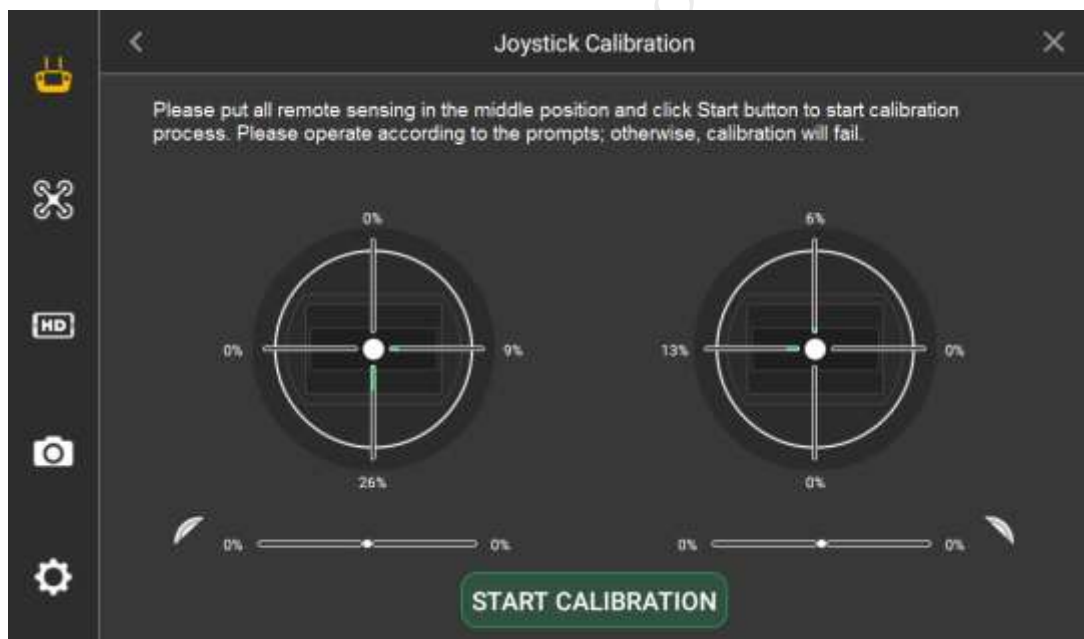 Joystick Calibration
Please put all remote sensing in the middle position and click Start button to start calibration
process. Please operate according to the prompts; otherwise, calibration will fail.
0%
6%
HD
0%
9%
13%
0%
26%
0%
0%
0%
0%
0%
START CALIBRATION